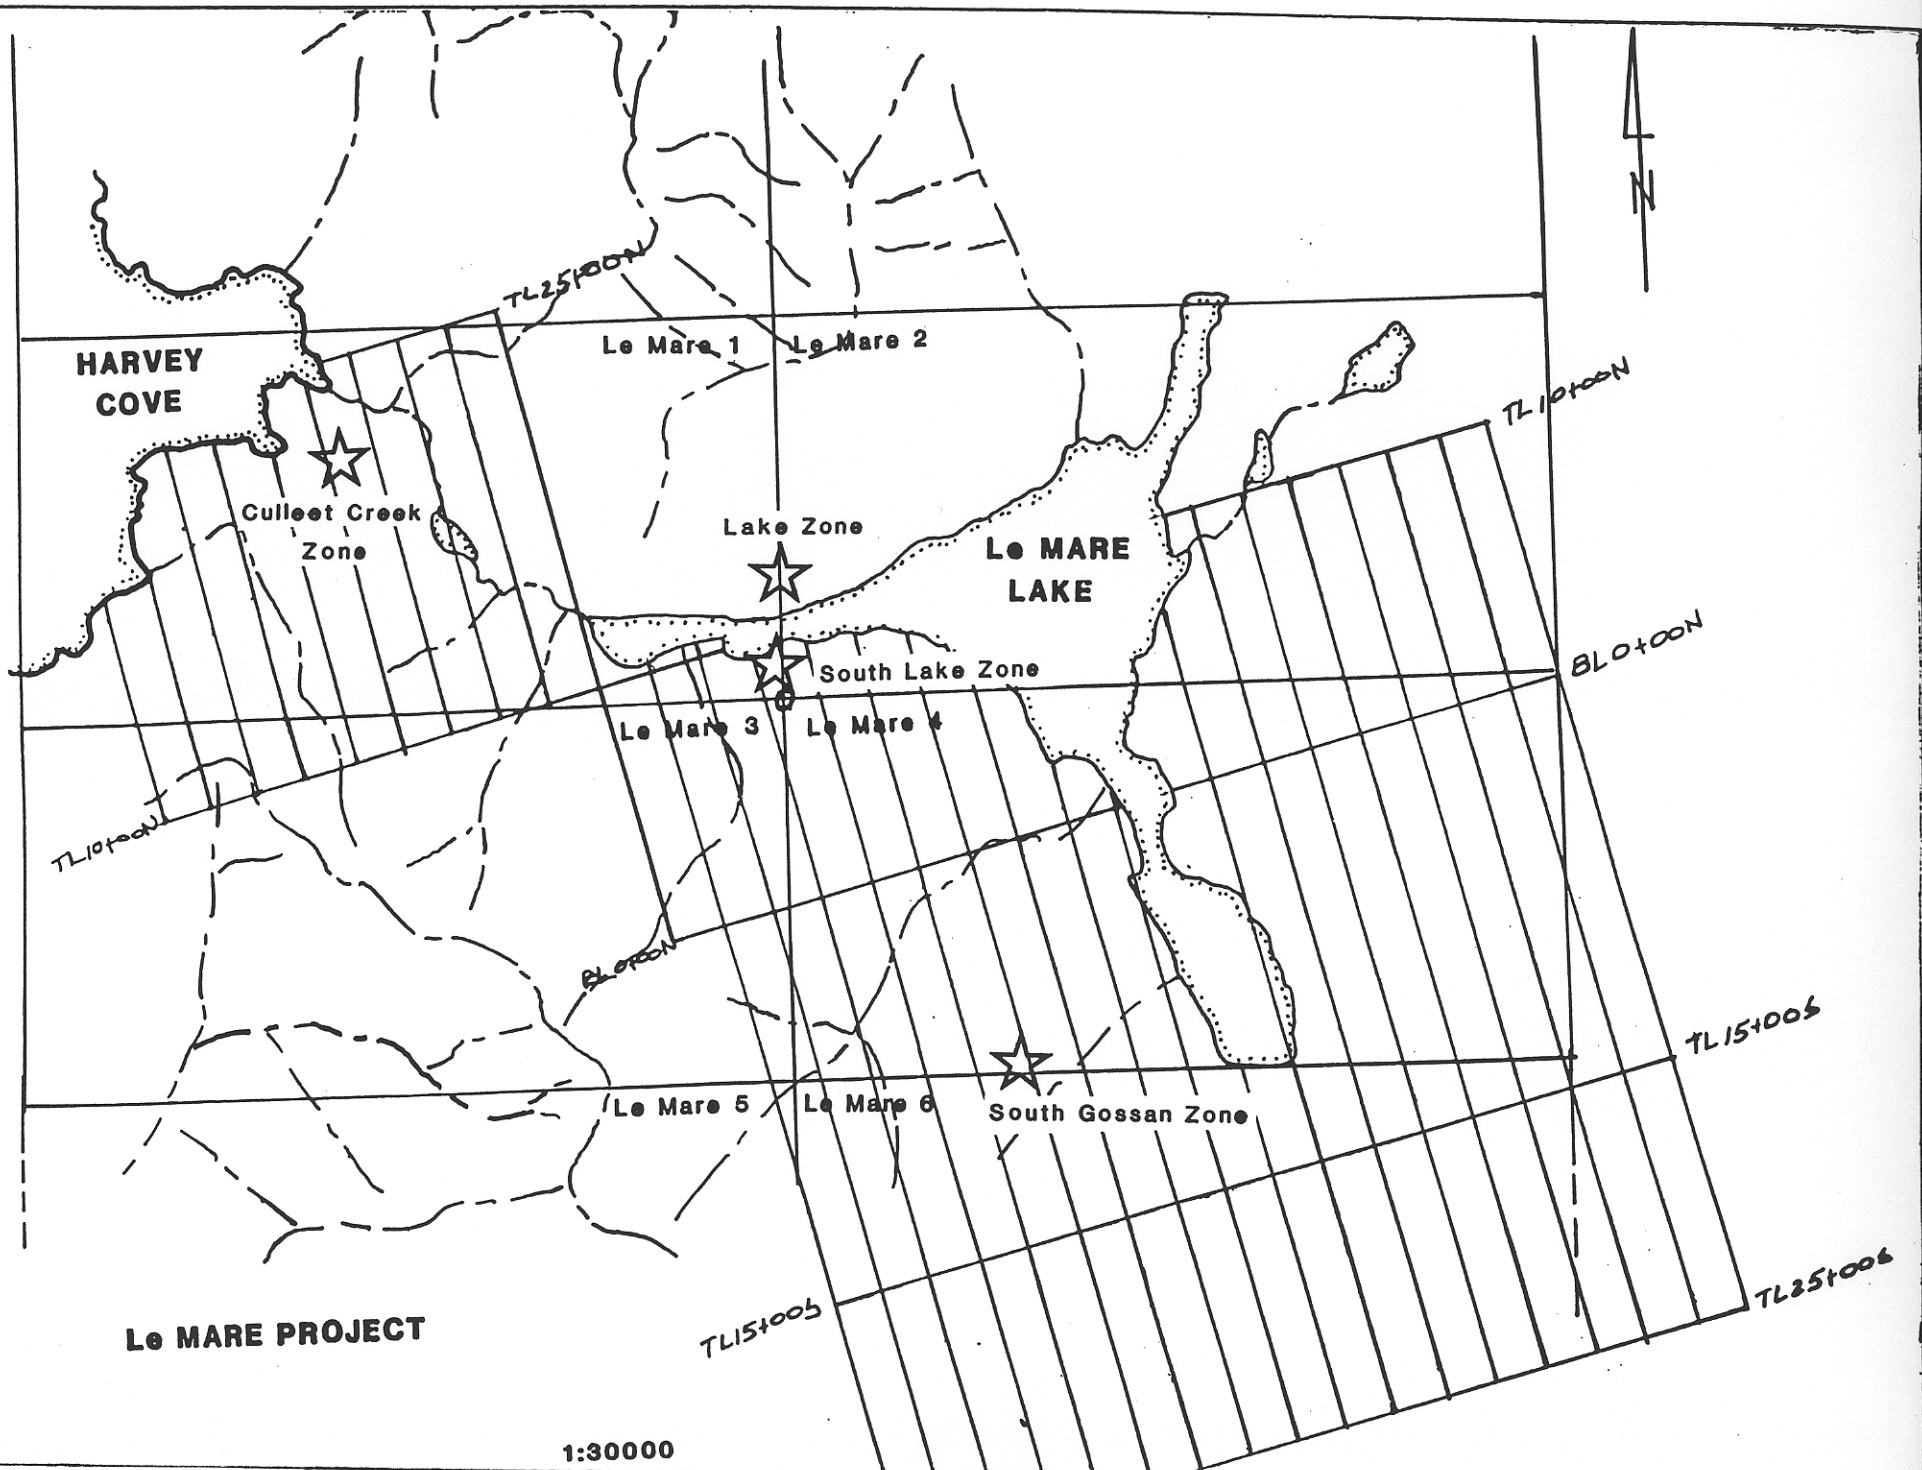 N
TL25+00N
Le Mare 1
Le Mare 2
HARVEY
COVE
TL10+00N
Culleet Creek
Zone
Lake Zone
Le MARE
LAKE
BL0+00N
South Lake Zone
Le Mare 3
Le Mare 4
TL10+00N
BL0+00N
TL15+00S
Le Mare 5
Le Mare 6
South Gossan Zone
TL25+00S
TL15+00S
Le MARE PROJECT
1:30000